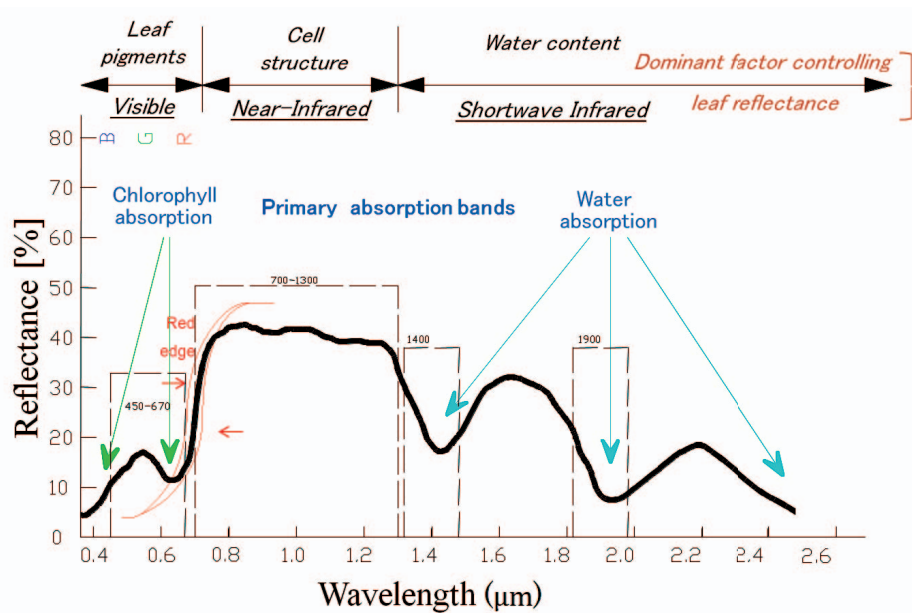 Leaf
pigments
Cell
structure
Water content
Dominant factor controlling
leaf reflectance
Visible
Near-Infrared
Shortwave Infrared
B G R
Chlorophyll
absorption
Primary absorption bands
Water
absorption
Reflectance [%]
80
70
60
50
40
30
20
10
0
700-1300
Red
edge
1400
1900
450-670
0.4 0.6 0.8 1.0 1.2 1.4 1.6 1.8 2.0 2.2 2.4 2.6
Wavelength (μm)